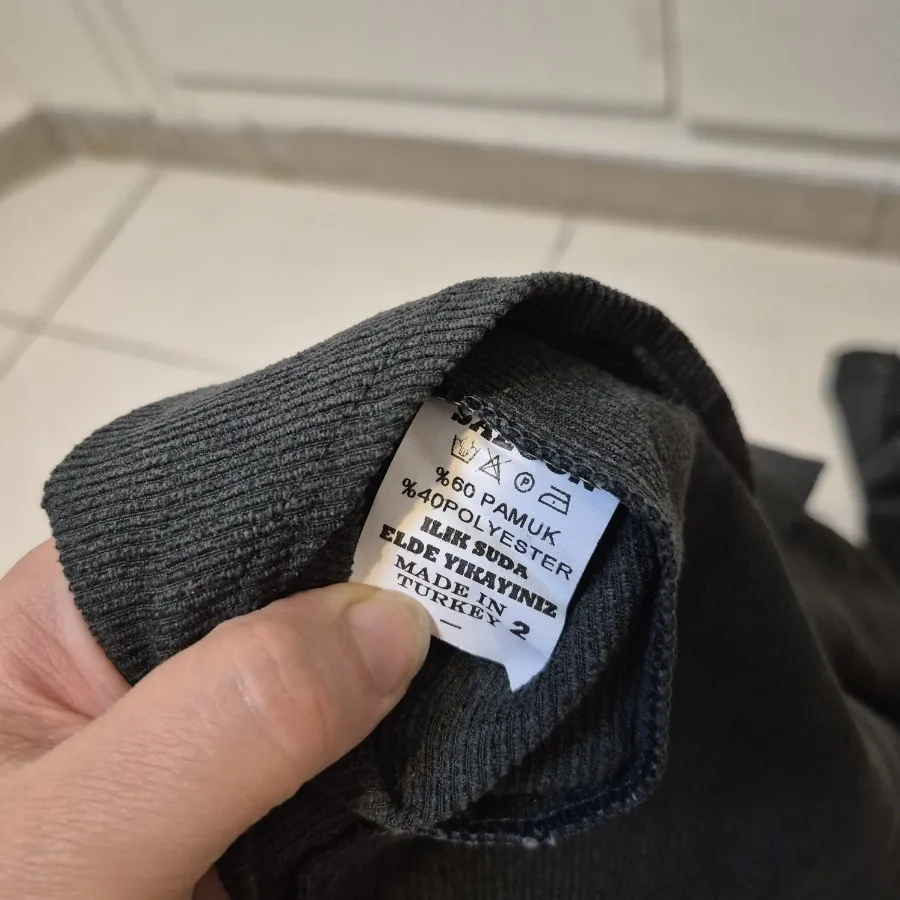 P
%60 PAMUK
%40POLYESTER
ILIK SUDA
ELDE YIKAYINIZ
MADE IN
TURKEY 2